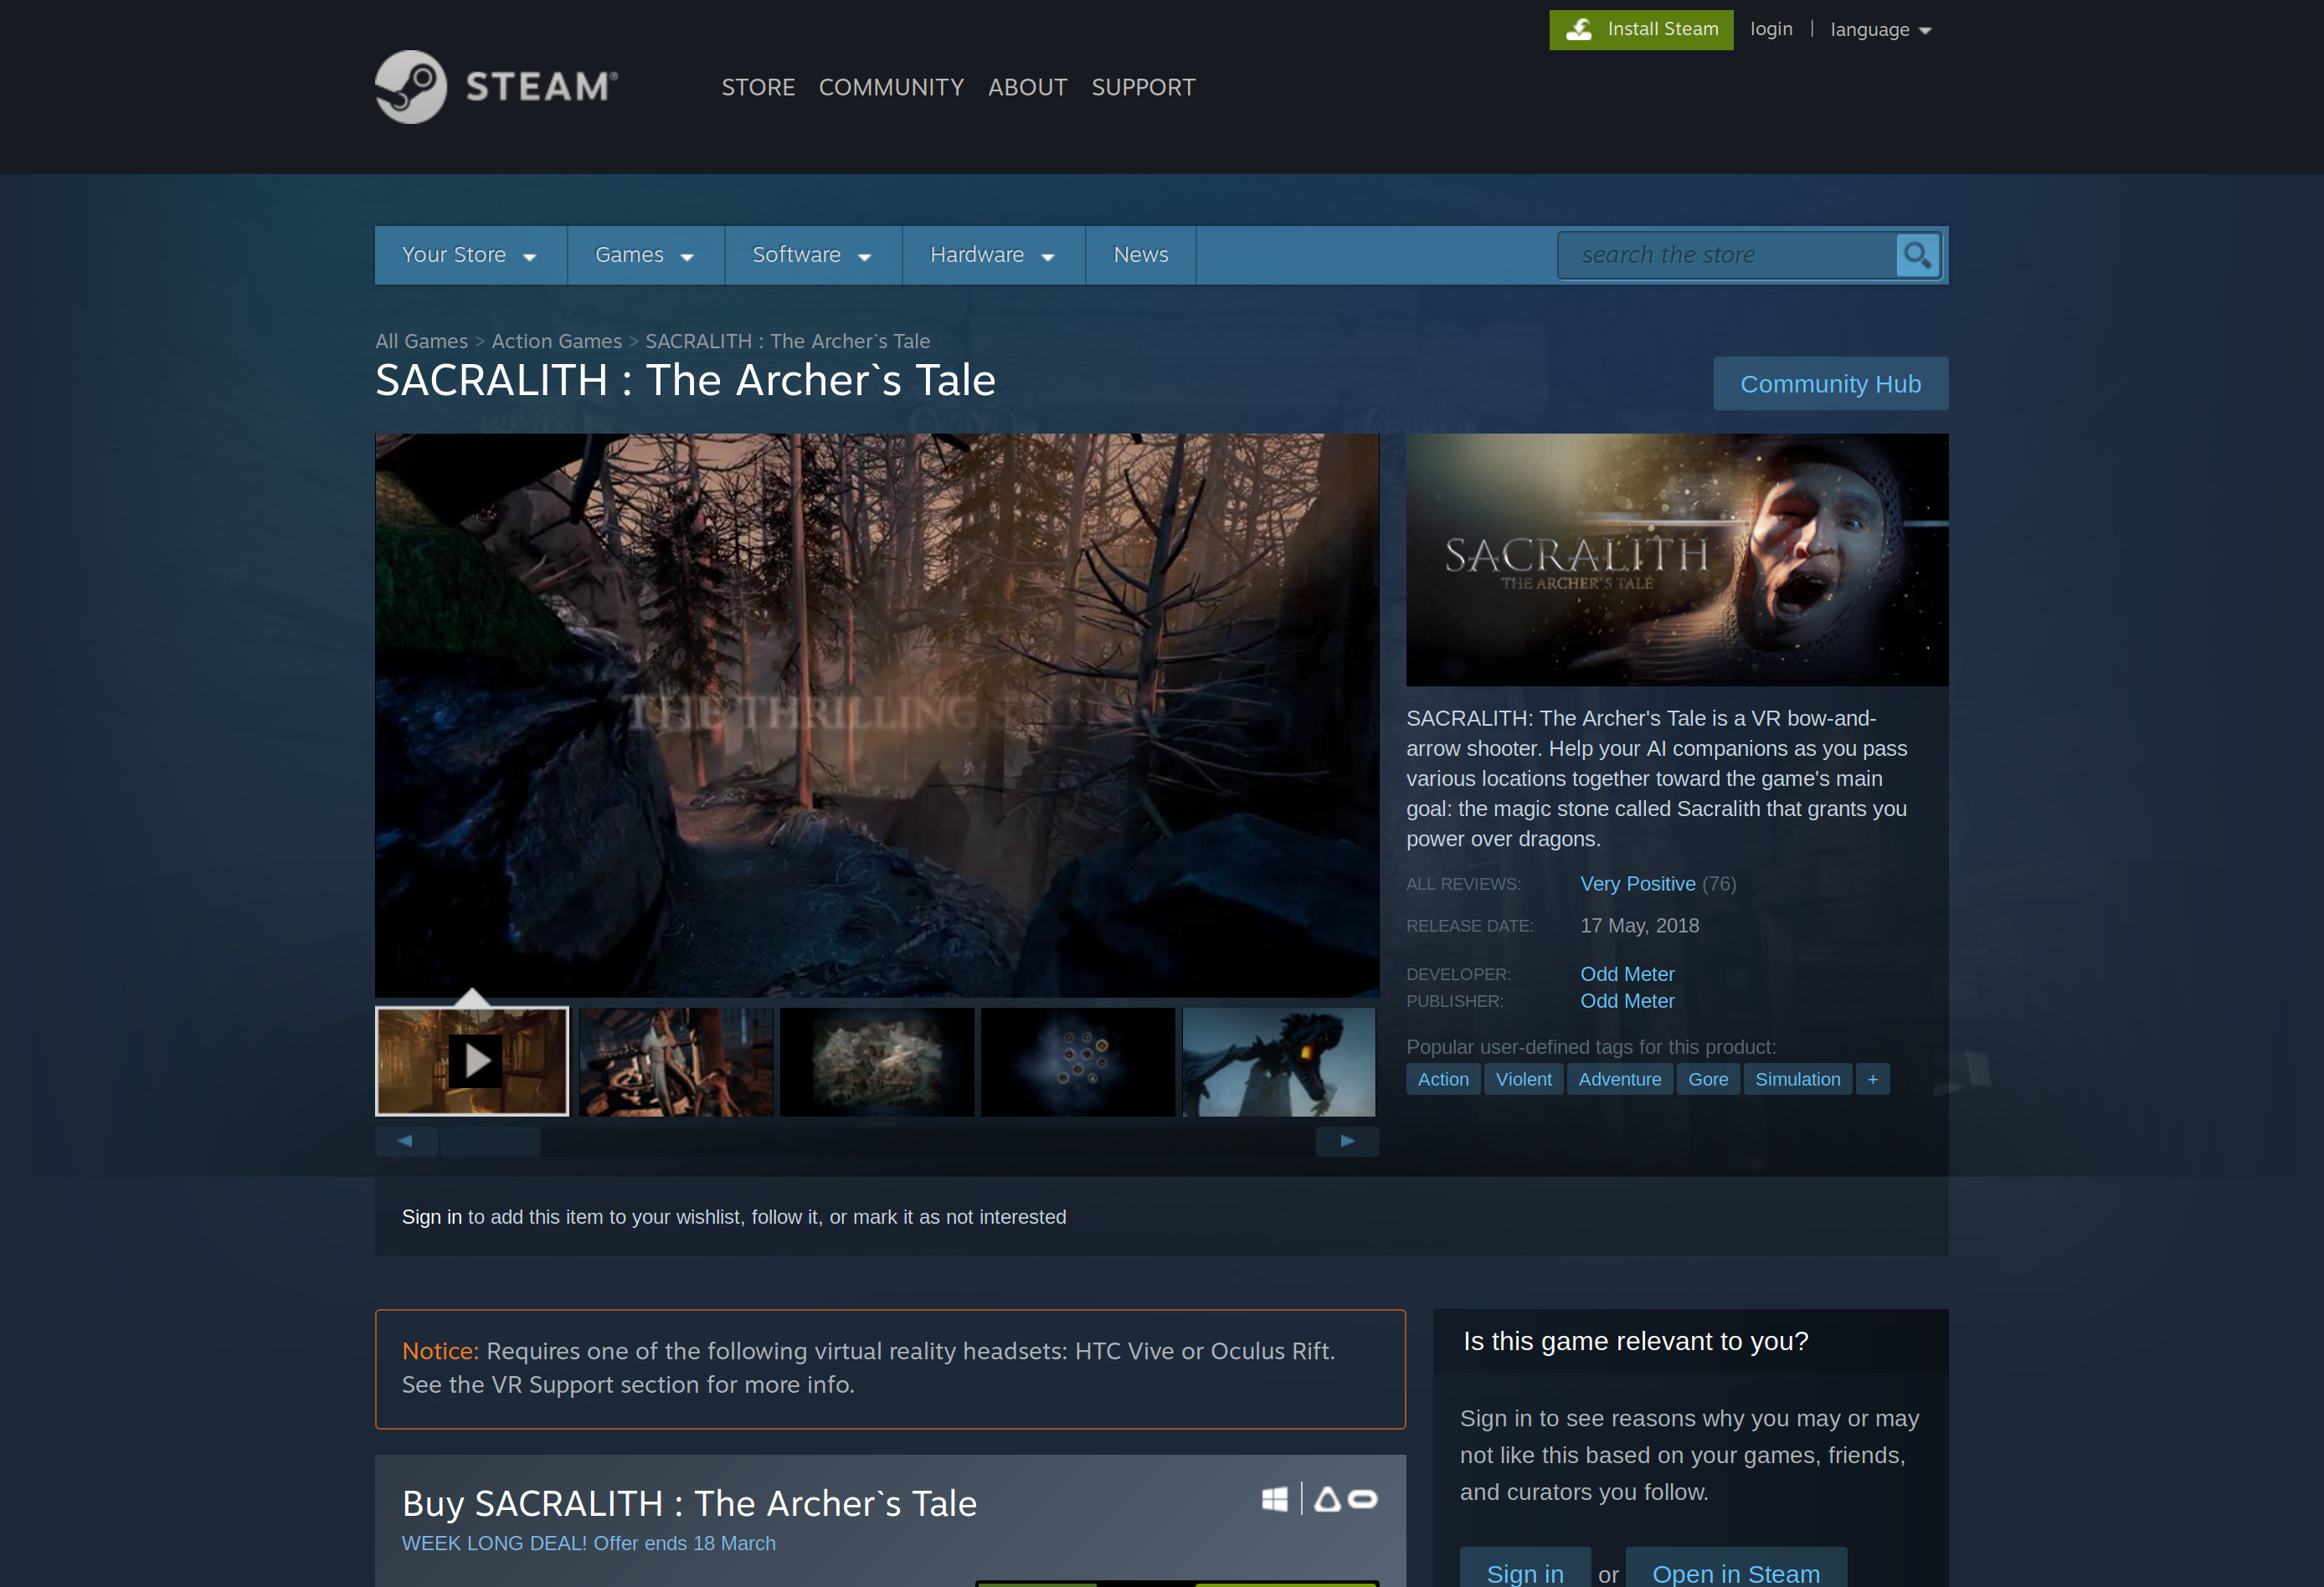 Install Steam
login | language
STEAM®
STORE COMMUNITY ABOUT SUPPORT
Your Store
Games
Software
Hardware
News
search the store
All Games > Action Games > SACRALITH : The Archer`s Tale
SACRALITH : The Archer`s Tale
Community Hub
THE THRILLING
SACRALITH
THE ARCHER'S TALE
SACRALITH: The Archer's Tale is a VR bow-and-
arrow shooter. Help your AI companions as you pass
various locations together toward the game's main
goal: the magic stone called Sacralith that grants you
power over dragons.
ALL REVIEWS: Very Positive (76)
RELEASE DATE: 17 May, 2018
DEVELOPER: Odd Meter
PUBLISHER: Odd Meter
Popular user-defined tags for this product:
Action Violent Adventure Gore Simulation +
Sign in to add this item to your wishlist, follow it, or mark it as not interested
Notice: Requires one of the following virtual reality headsets: HTC Vive or Oculus Rift.
See the VR Support section for more info.
Is this game relevant to you?
Sign in to see reasons why you may or may
not like this based on your games, friends,
and curators you follow.
Sign in or Open in Steam
Buy SACRALITH : The Archer`s Tale
WEEK LONG DEAL! Offer ends 18 March